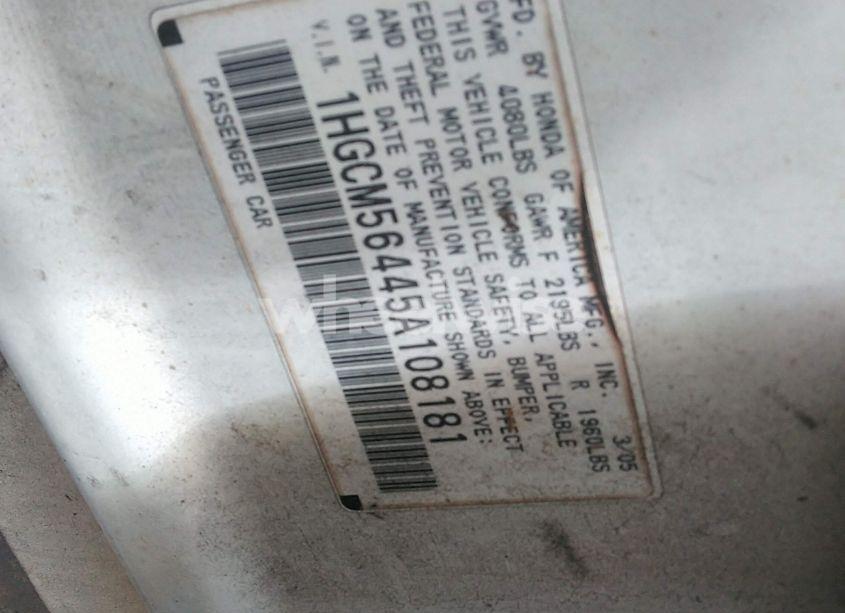 MFD. BY HONDA OF AMERICA MFG., INC. 3/05
GVWR 4080LBS GAWR F 2195LBS R 1960LBS
THIS VEHICLE CONFORMS TO ALL APPLICABLE
FEDERAL MOTOR VEHICLE SAFETY, BUMPER,
AND THEFT PREVENTION STANDARDS IN EFFECT
ON THE DATE OF MANUFACTURE SHOWN ABOVE:
V.I.N. 1HGCM56445A108181
PASSENGER CAR